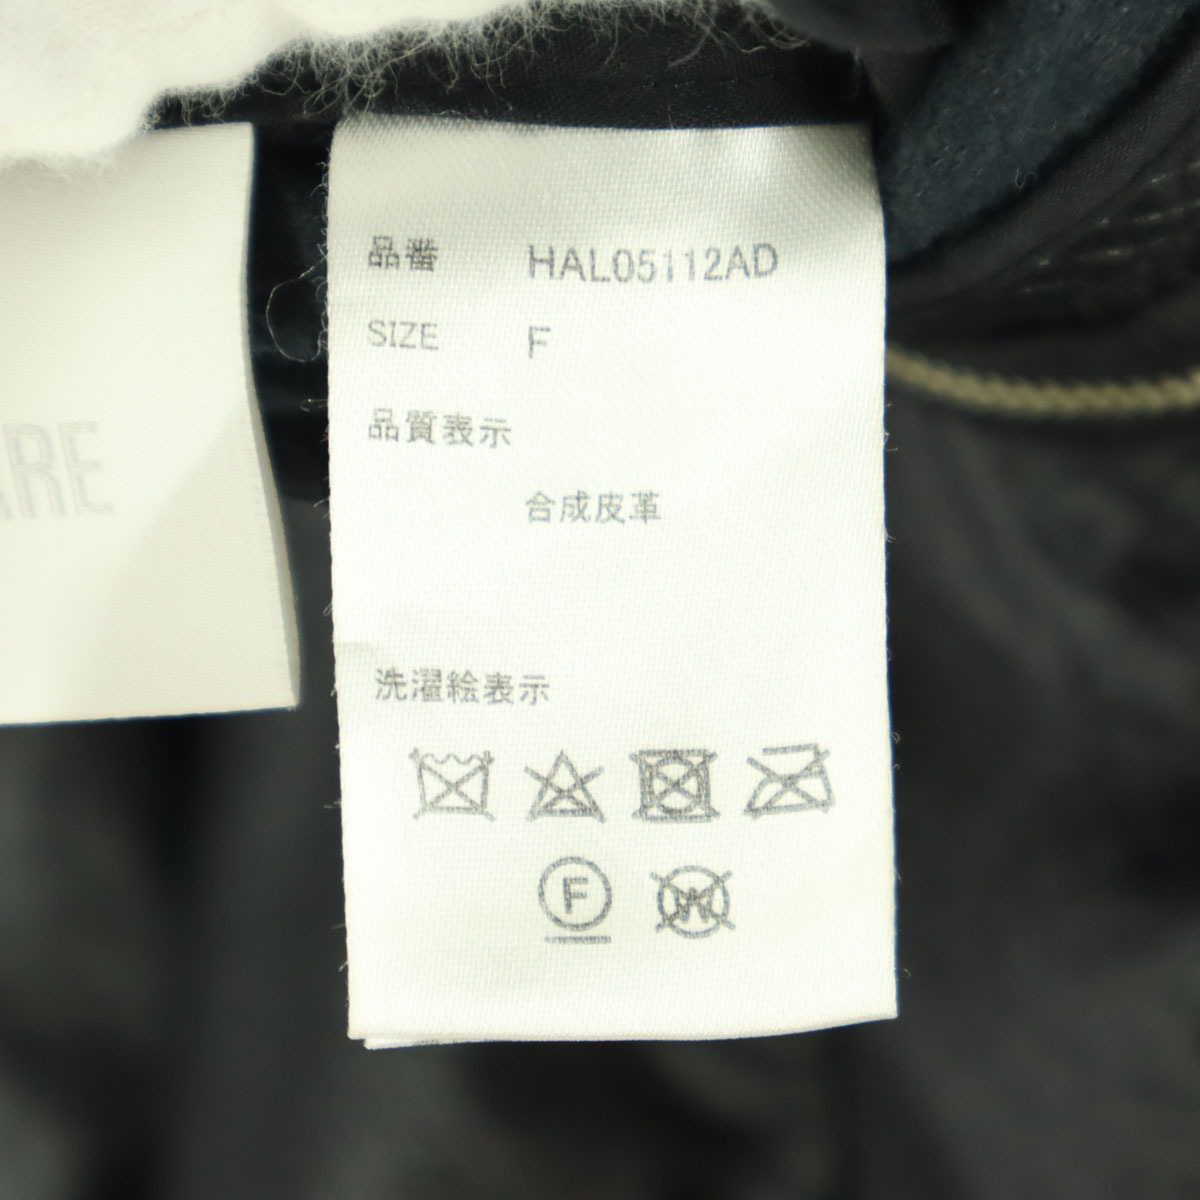 品番 HAL05112AD
SIZE F
品質表示
合成皮革
洗濯絵表示
F
W